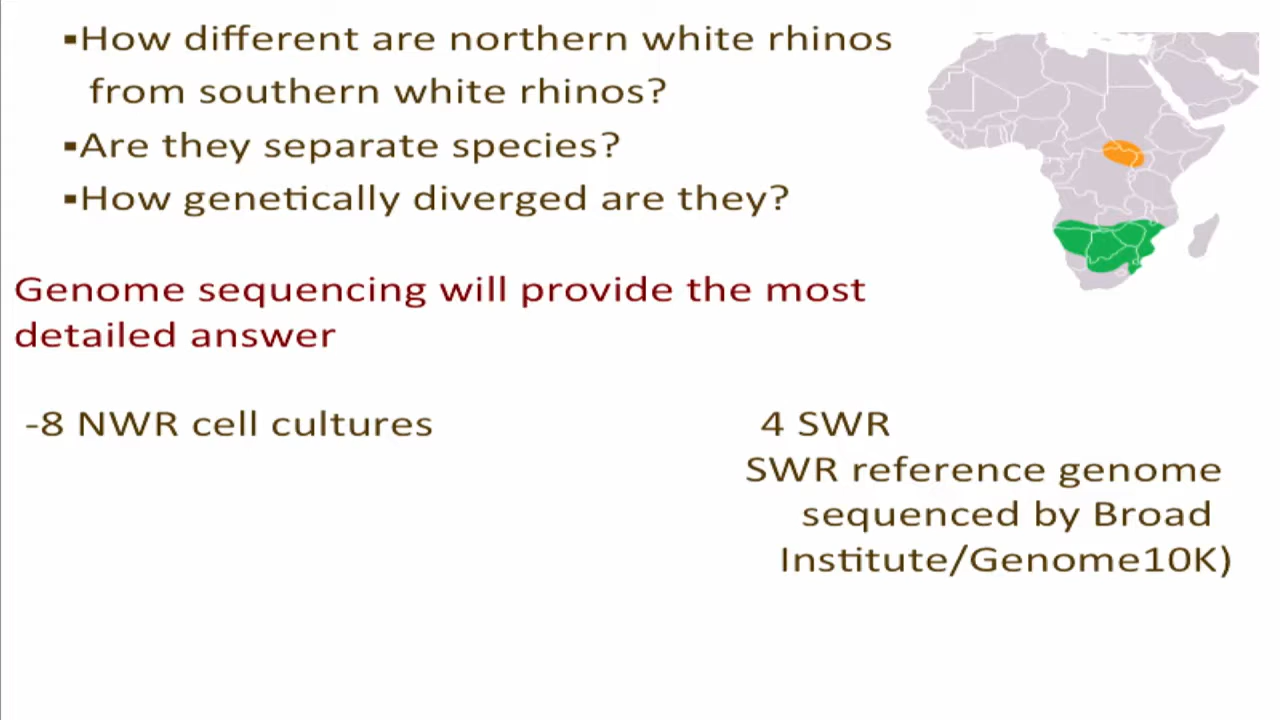 ▪How different are northern white rhinos
from southern white rhinos?
▪Are they separate species?
▪How genetically diverged are they?
Genome sequencing will provide the most
detailed answer
-8 NWR cell cultures
4 SWR
SWR reference genome
sequenced by Broad
Institute/Genome10K)